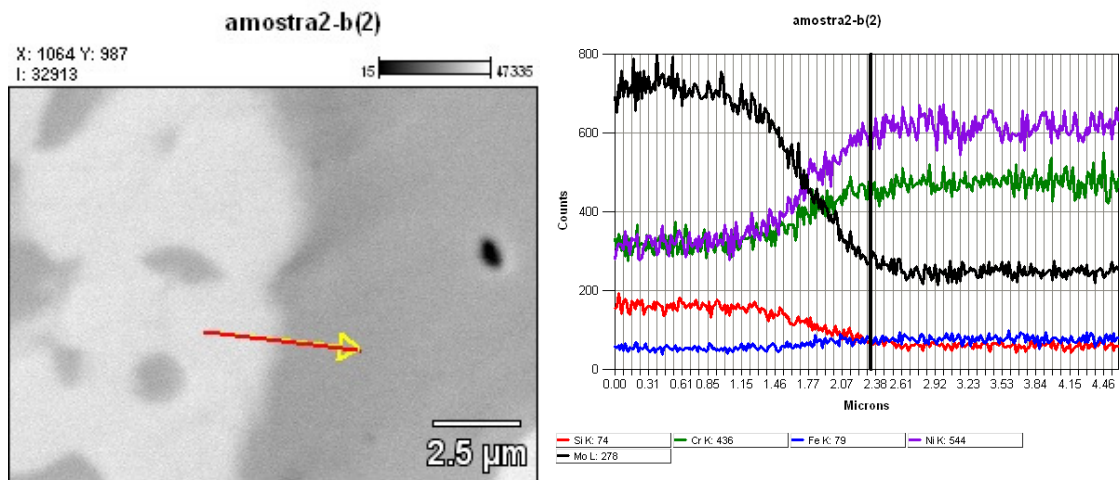 amostra2-b(2)
X: 1064 Y: 987
I: 32913
15 47335
2.5 µm
amostra2-b(2)
800
600
400
200
0
Counts
0.00 0.31 0.61 0.85 1.15 1.46 1.77 2.07 2.38 2.61 2.92 3.23 3.53 3.84 4.15 4.46
Microns
Si K: 74 Cr K: 436 Fe K: 79 Ni K: 544
Mo L: 278